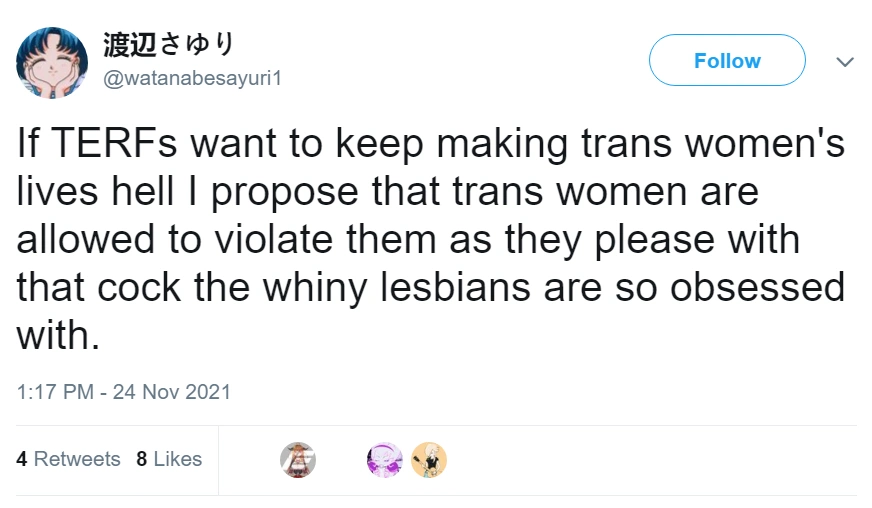 渡辺さゆり
@watanabesayuri1
Follow
If TERFs want to keep making trans women's
lives hell I propose that trans women are
allowed to violate them as they please with
that cock the whiny lesbians are so obsessed
with.
1:17 PM - 24 Nov 2021
4 Retweets 8 Likes